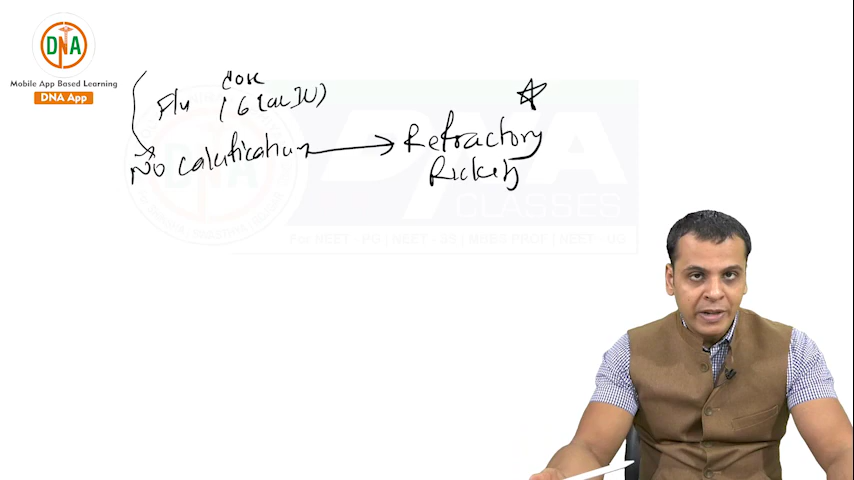 DNA
Mobile App Based Learning
DNA App
dose
F/u (6 lac IU)
No calcification → Refractory
Rickets
DNA
CLASSES
For NEET - PG | NEET - SS | MBBS PROF | NEET - UG